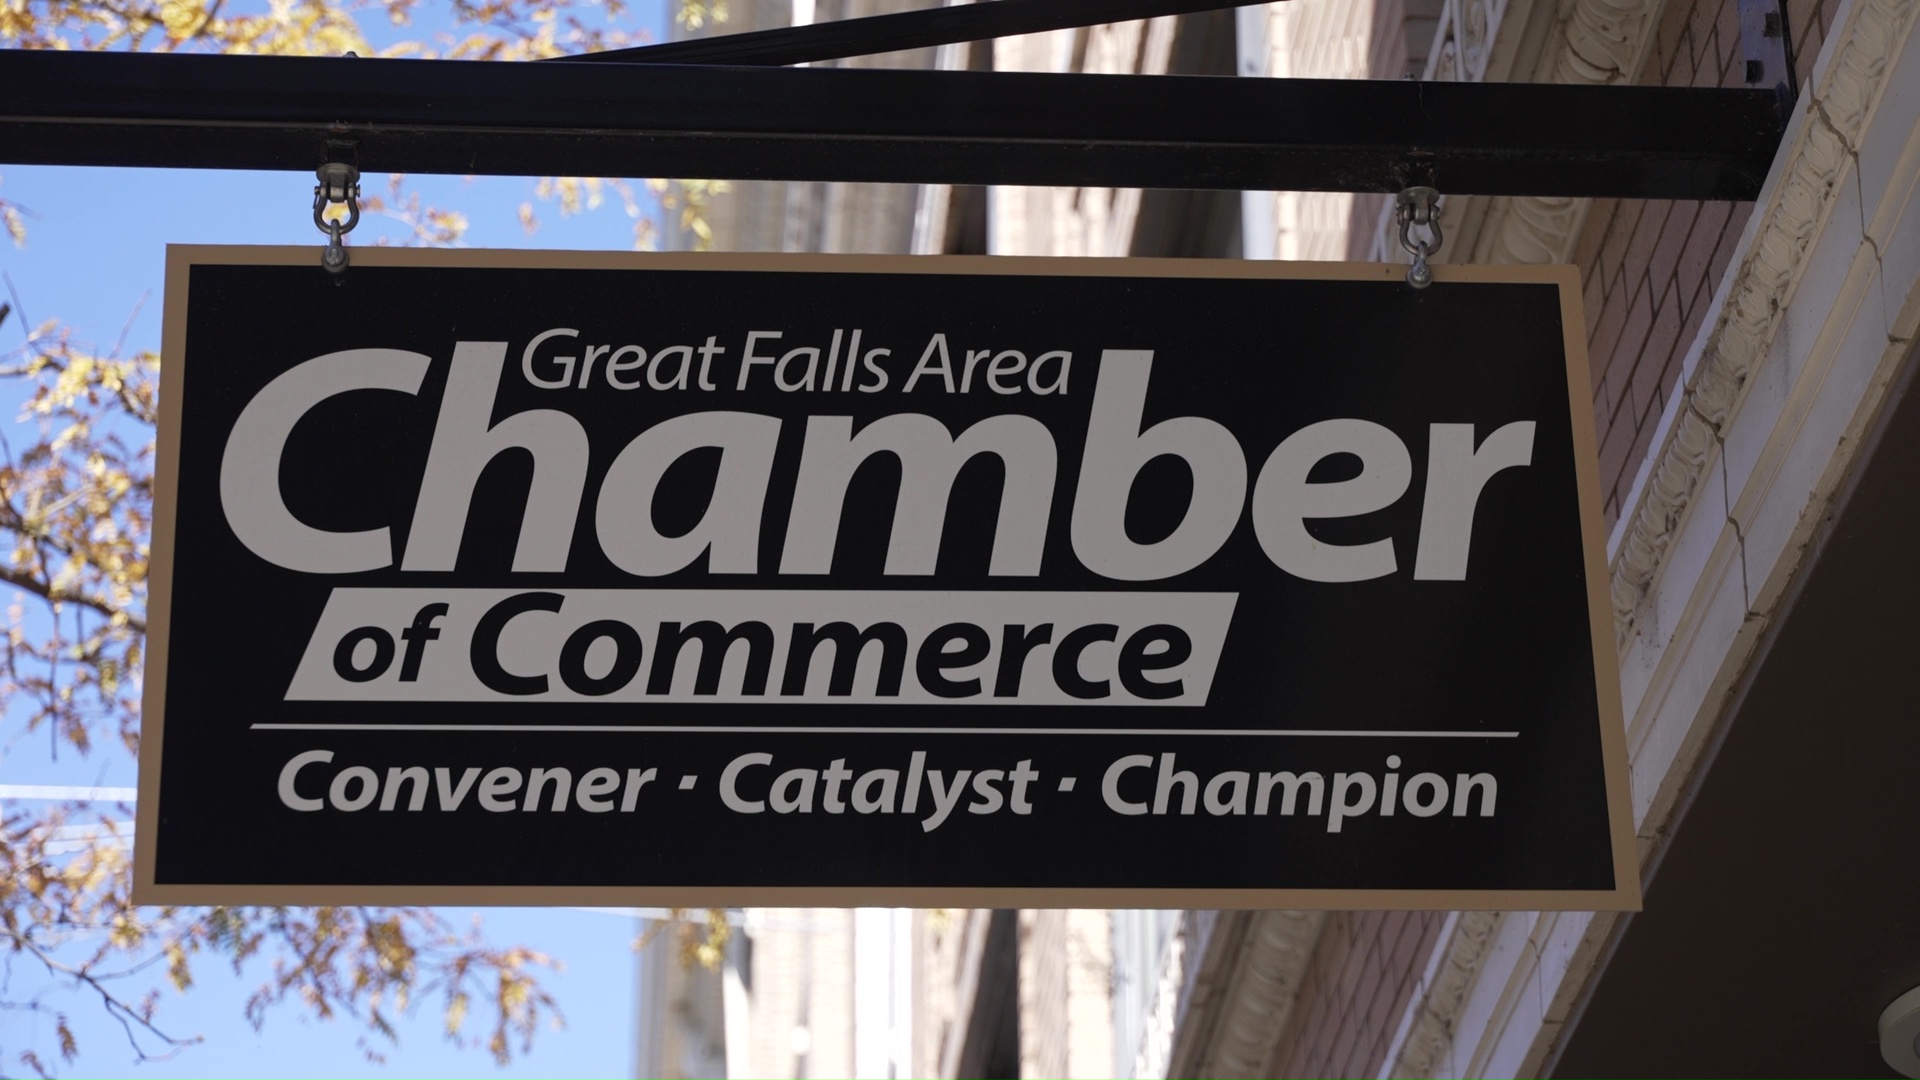 Great Falls Area
Chamber
of Commerce
Convener · Catalyst · Champion